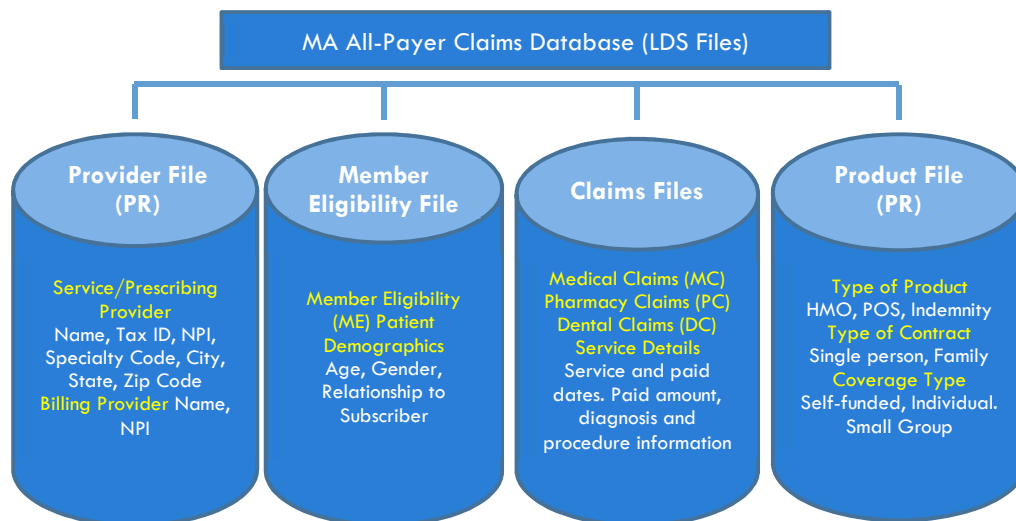 MA All-Payer Claims Database (LDS Files)
Provider File
(PR)
Service/Prescribing
Provider
Name, Tax ID, NPI,
Specialty Code, City,
State, Zip Code
Billing Provider Name,
NPI
Member
Eligibility File
Member Eligibility
(ME) Patient
Demographics
Age, Gender,
Relationship to
Subscriber
Claims Files
Medical Claims (MC)
Pharmacy Claims (PC)
Dental Claims (DC)
Service Details
Service and paid
dates. Paid amount,
diagnosis and
procedure information
Product File
(PR)
Type of Product
HMO, POS, Indemnity
Type of Contract
Single person, Family
Coverage Type
Self-funded, Individual.
Small Group